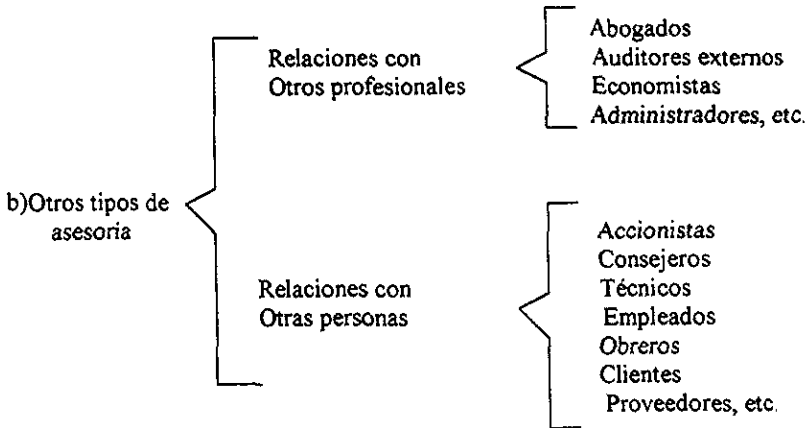 b)Otros tipos de
asesoría
Relaciones con
Otros profesionales
Abogados
Auditores externos
Economistas
Administradores, etc.
Relaciones con
Otras personas
Accionistas
Consejeros
Técnicos
Empleados
Obreros
Clientes
Proveedores, etc.